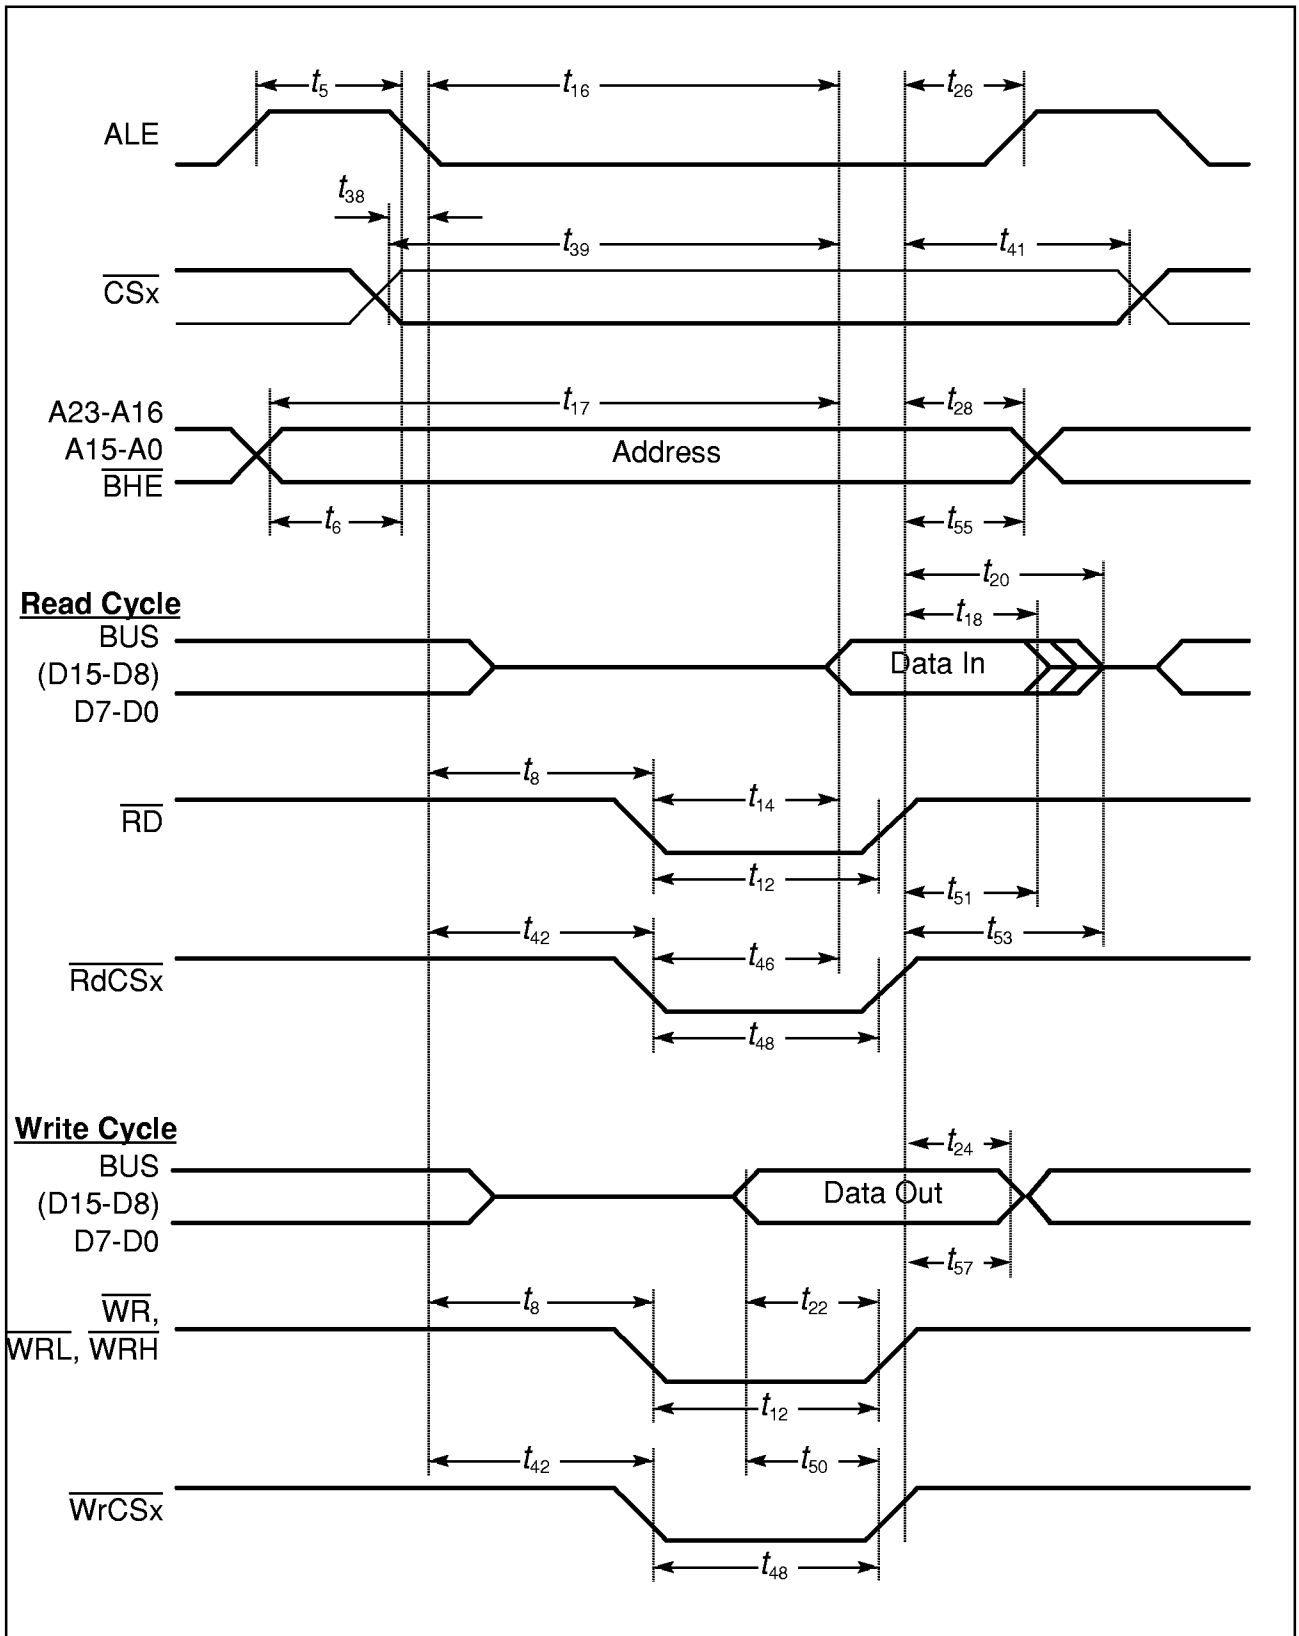 t5 t16 t26
ALE
t38
t39 t41
CSx
t17 t28
A23-A16
A15-A0
Address
BHE
t6 t55
t20
Read Cycle
t18
BUS
(D15-D8)
Data In
D7-D0
t8
t14
RD
t12
t51
t42 t53
t46
RdCSx
t48
Write Cycle
t24
BUS
(D15-D8)
Data Out
D7-D0
t57
WR,
t8 t22
WRL, WRH
t12
t42 t50
WrCSx
t48